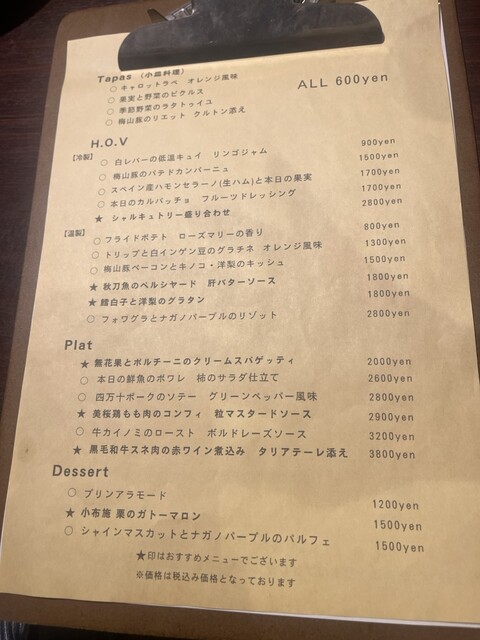 Tapas （小皿料理）
○ キャロットラペ オレンジ風味 ALL 600yen
○ 果実と野菜のピクルス
○ 季節野菜のラタトゥイユ
○ 梅山豚のリエット クルトン添え
H.O.V
【冷製】
○ 白レバーの低温キュイ リンゴジャム 900yen
○ 梅山豚のパテドカンパーニュ 1500yen
○ スペイン産ハモンセラーノ(生ハム)と本日の果実 1700yen
○ 本日のカルパッチョ フルーツドレッシング 1700yen
★ シャルキュトリー盛り合わせ 2800yen
【温製】
○ フライドポテト ローズマリーの香り 800yen
○ トリップと白インゲン豆のグラチネ オレンジ風味 1300yen
○ 梅山豚ベーコンとキノコ・洋梨のキッシュ 1500yen
★ 秋刀魚のペルシヤード 肝バターソース 1800yen
★ 鱈白子と洋梨のグラタン 1800yen
○ フォワグラとナガノパープルのリゾット 2800yen
Plat
★ 無花果とポルチーニのクリームスパゲッティ 2000yen
○ 本日の鮮魚のポワレ 柿のサラダ仕立て 2600yen
○ 四万十ポークのソテー グリーンペッパー風味 2800yen
★ 美桜鶏もも肉のコンフィ 粒マスタードソース 2900yen
○ 牛カイノミのロースト ボルドレーズソース 3200yen
★ 黒毛和牛スネ肉の赤ワイン煮込み タリアテーレ添え 3800yen
Dessert
○ プリンアラモード 1200yen
★ 小布施 栗のガトーマロン 1500yen
○ シャインマスカットとナガノパープルのパルフェ 1500yen
★印はおすすめメニューでございます
※価格は税込み価格となっております